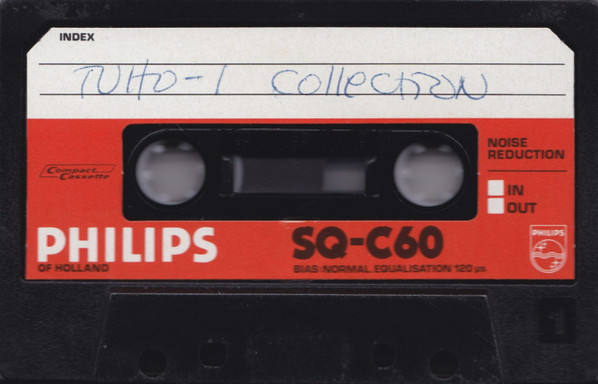 INDEX
TUHO-1 Collection
Compact Cassette
NOISE
REDUCTION
IN
OUT
PHILIPS
OF HOLLAND
SQ-C60
BIAS: NORMAL. EQUALISATION 120 µs
PHILIPS
1